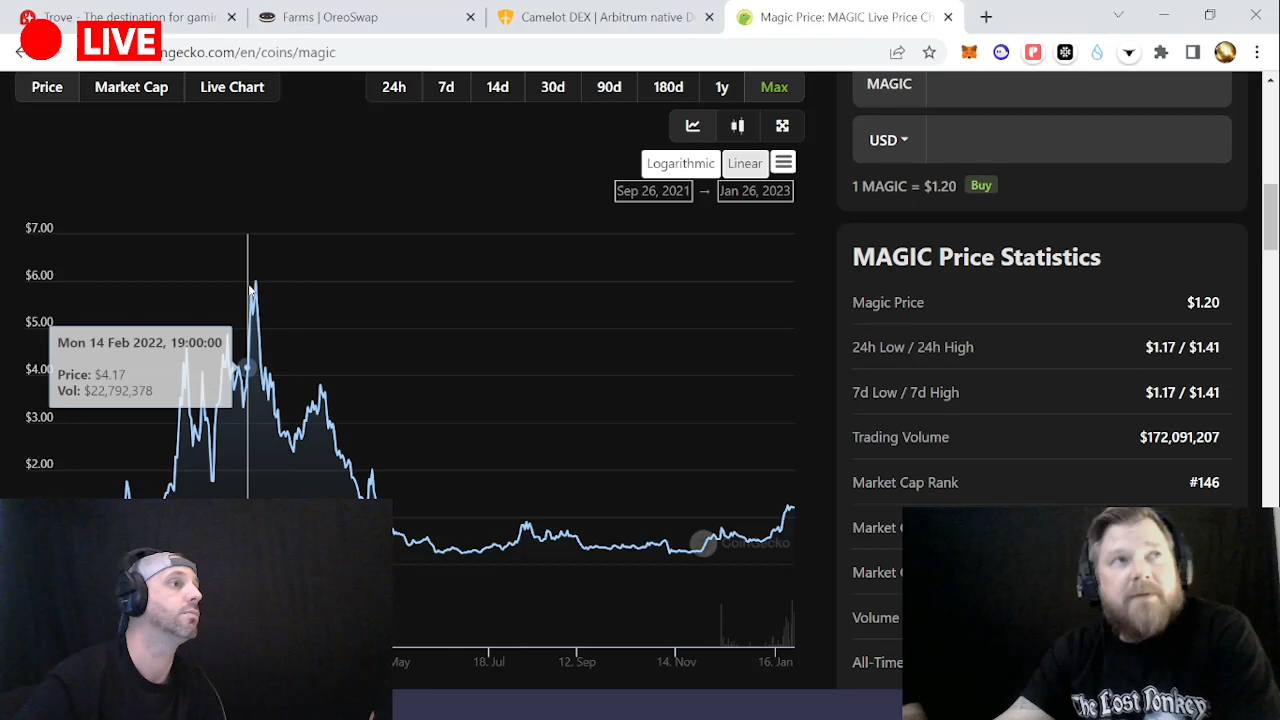 Trove - The destination for gamin
Farms | OreoSwap
Camelot DEX | Arbitrum native D
Magic Price: MAGIC Live Price Ch
LIVE
ngecko.com/en/coins/magic
Price
Market Cap
Live Chart
24h
7d
14d
30d
90d
180d
1y
Max
Logarithmic
Linear
Sep 26, 2021 → Jan 26, 2023
$7.00
$6.00
$5.00
$4.00
$3.00
$2.00
Mon 14 Feb 2022, 19:00:00
Price: $4.17
Vol: $22,792,378
CoinGecko
May
18. Jul
12. Sep
14. Nov
16. Jan
MAGIC
USD
1 MAGIC = $1.20
Buy
MAGIC Price Statistics
Magic Price
$1.20
24h Low / 24h High
$1.17 / $1.41
7d Low / 7d High
$1.17 / $1.41
Trading Volume
$172,091,207
Market Cap Rank
#146
Market C
Market C
Volume
All-Time
The Lost Donkey